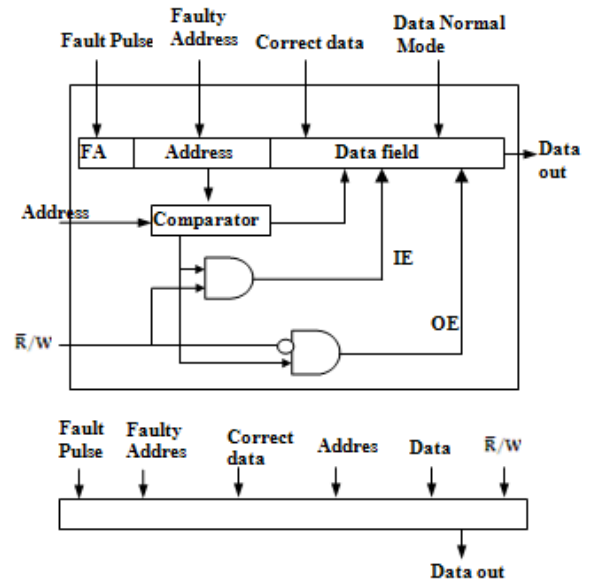 Fault Pulse
Faulty
Address
Correct data
Data Normal
Mode
FA
Address
Data field
Data
out
Address
Comparator
IE
OE
R̅/W
Fault
Pulse
Faulty
Addres
Correct
data
Addres
Data
R̅/W
Data out